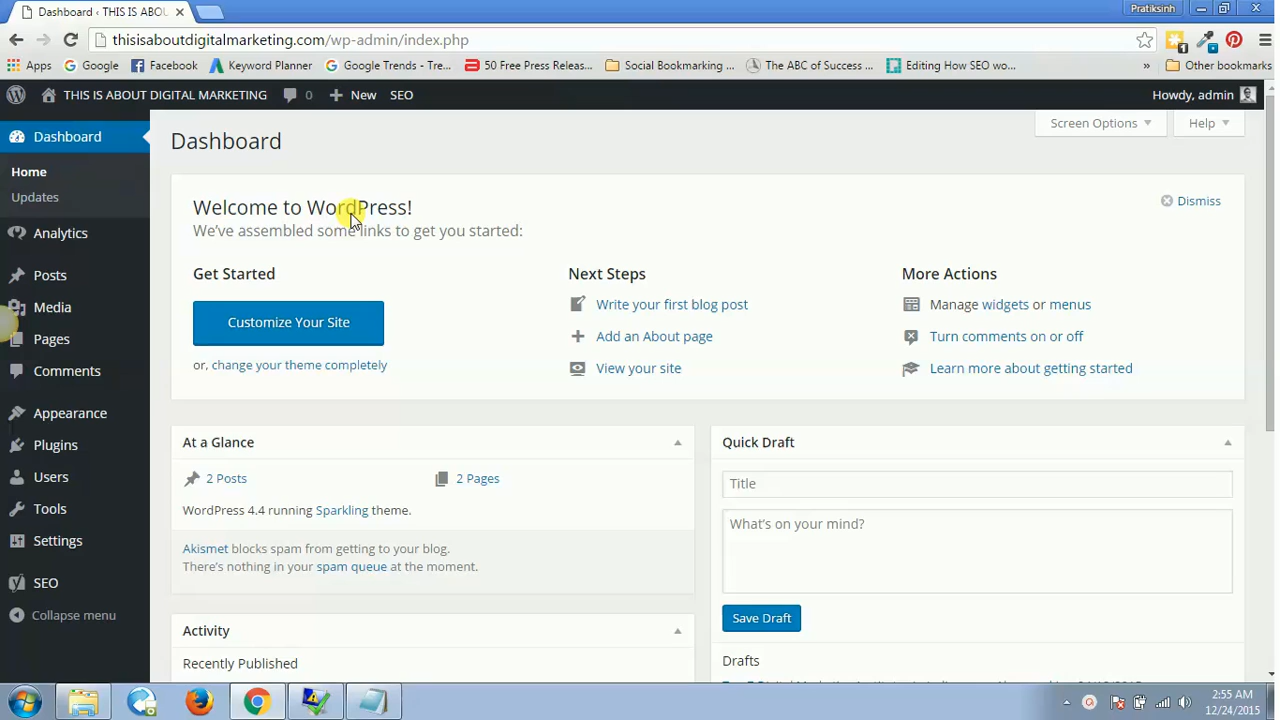 Dashboard ‹ THIS IS ABOU
Pratiksinh
thisisaboutdigitalmarketing.com/wp-admin/index.php
Apps Google Facebook Keyword Planner Google Trends - Tre... 50 Free Press Releas... Social Bookmarking ... The ABC of Success ... Editing How SEO wo... » Other bookmarks
THIS IS ABOUT DIGITAL MARKETING 0 New SEO Howdy, admin
Screen Options Help
Dashboard
Home
Updates
Analytics
Posts
Media
Pages
Comments
Appearance
Plugins
Users
Tools
Settings
SEO
Collapse menu
Dashboard
Welcome to WordPress!
Dismiss
We've assembled some links to get you started:
Get Started
Customize Your Site
or, change your theme completely
Next Steps
Write your first blog post
Add an About page
View your site
More Actions
Manage widgets or menus
Turn comments on or off
Learn more about getting started
At a Glance
2 Posts 2 Pages
WordPress 4.4 running Sparkling theme.
Akismet blocks spam from getting to your blog.
There's nothing in your spam queue at the moment.
Activity
Recently Published
Quick Draft
Title
What's on your mind?
Save Draft
Drafts
2:55 AM
12/24/2015